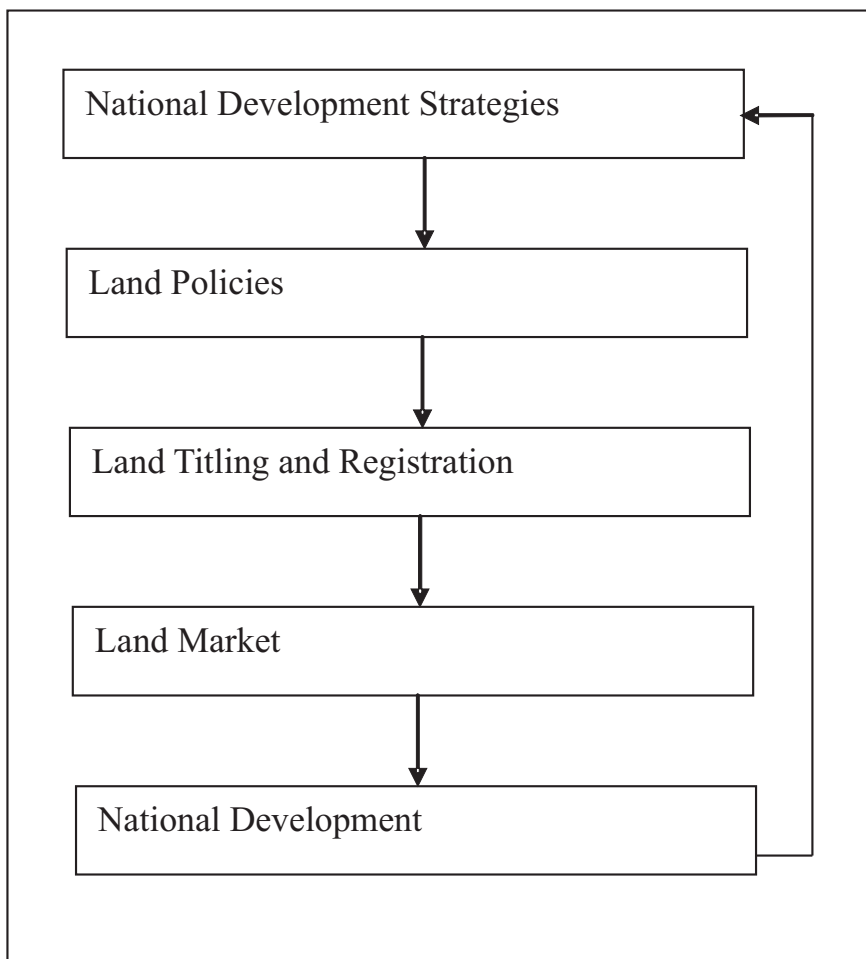 National Development Strategies
Land Policies
Land Titling and Registration
Land Market
National Development